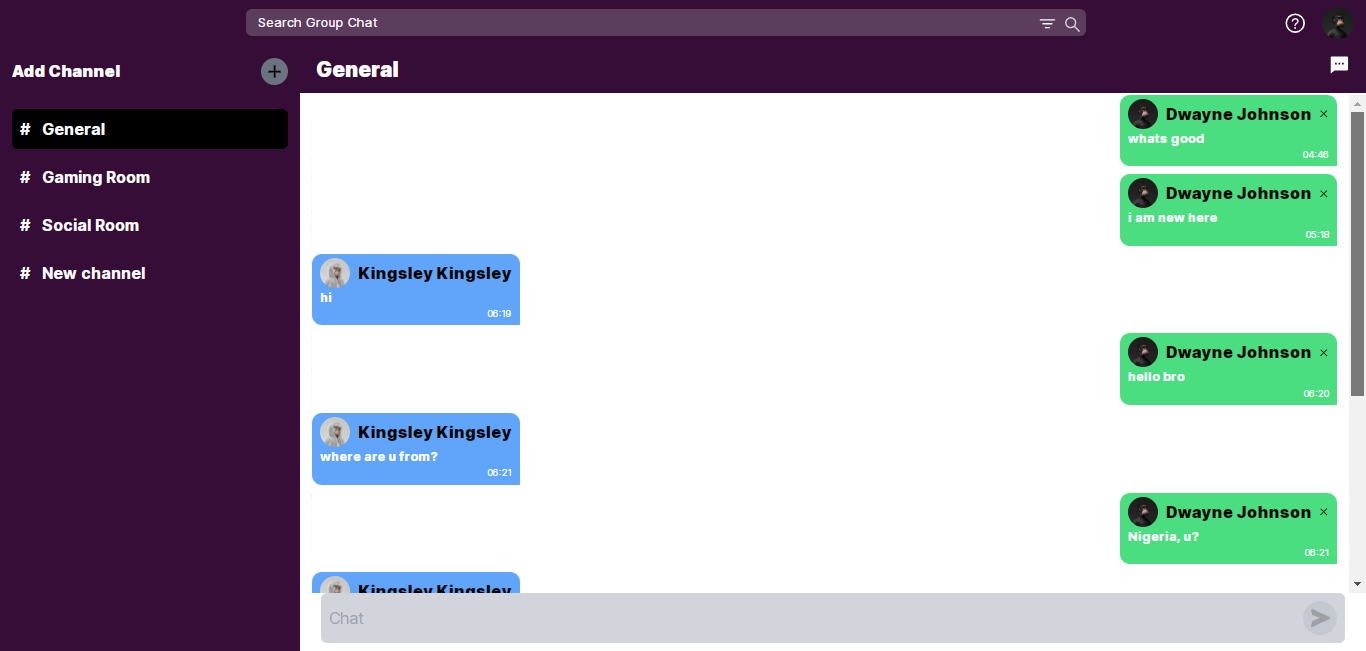 Search Group Chat
Add Channel
General
# General
# Gaming Room
# Social Room
# New channel
Dwayne Johnson ×
whats good
04:46
Dwayne Johnson ×
i am new here
05:18
Kingsley Kingsley
hi
06:19
Dwayne Johnson ×
hello bro
06:20
Kingsley Kingsley
where are u from?
06:21
Dwayne Johnson ×
Nigeria, u?
06:21
Kingsley Kingsley
Chat